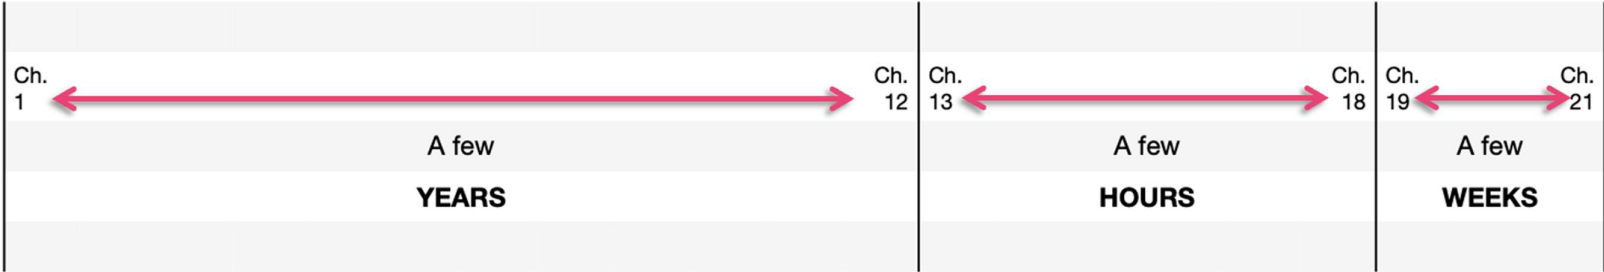 Ch. Ch. Ch. Ch. Ch. Ch.
1 12 13 18 19 21
A few A few A few
YEARS HOURS WEEKS